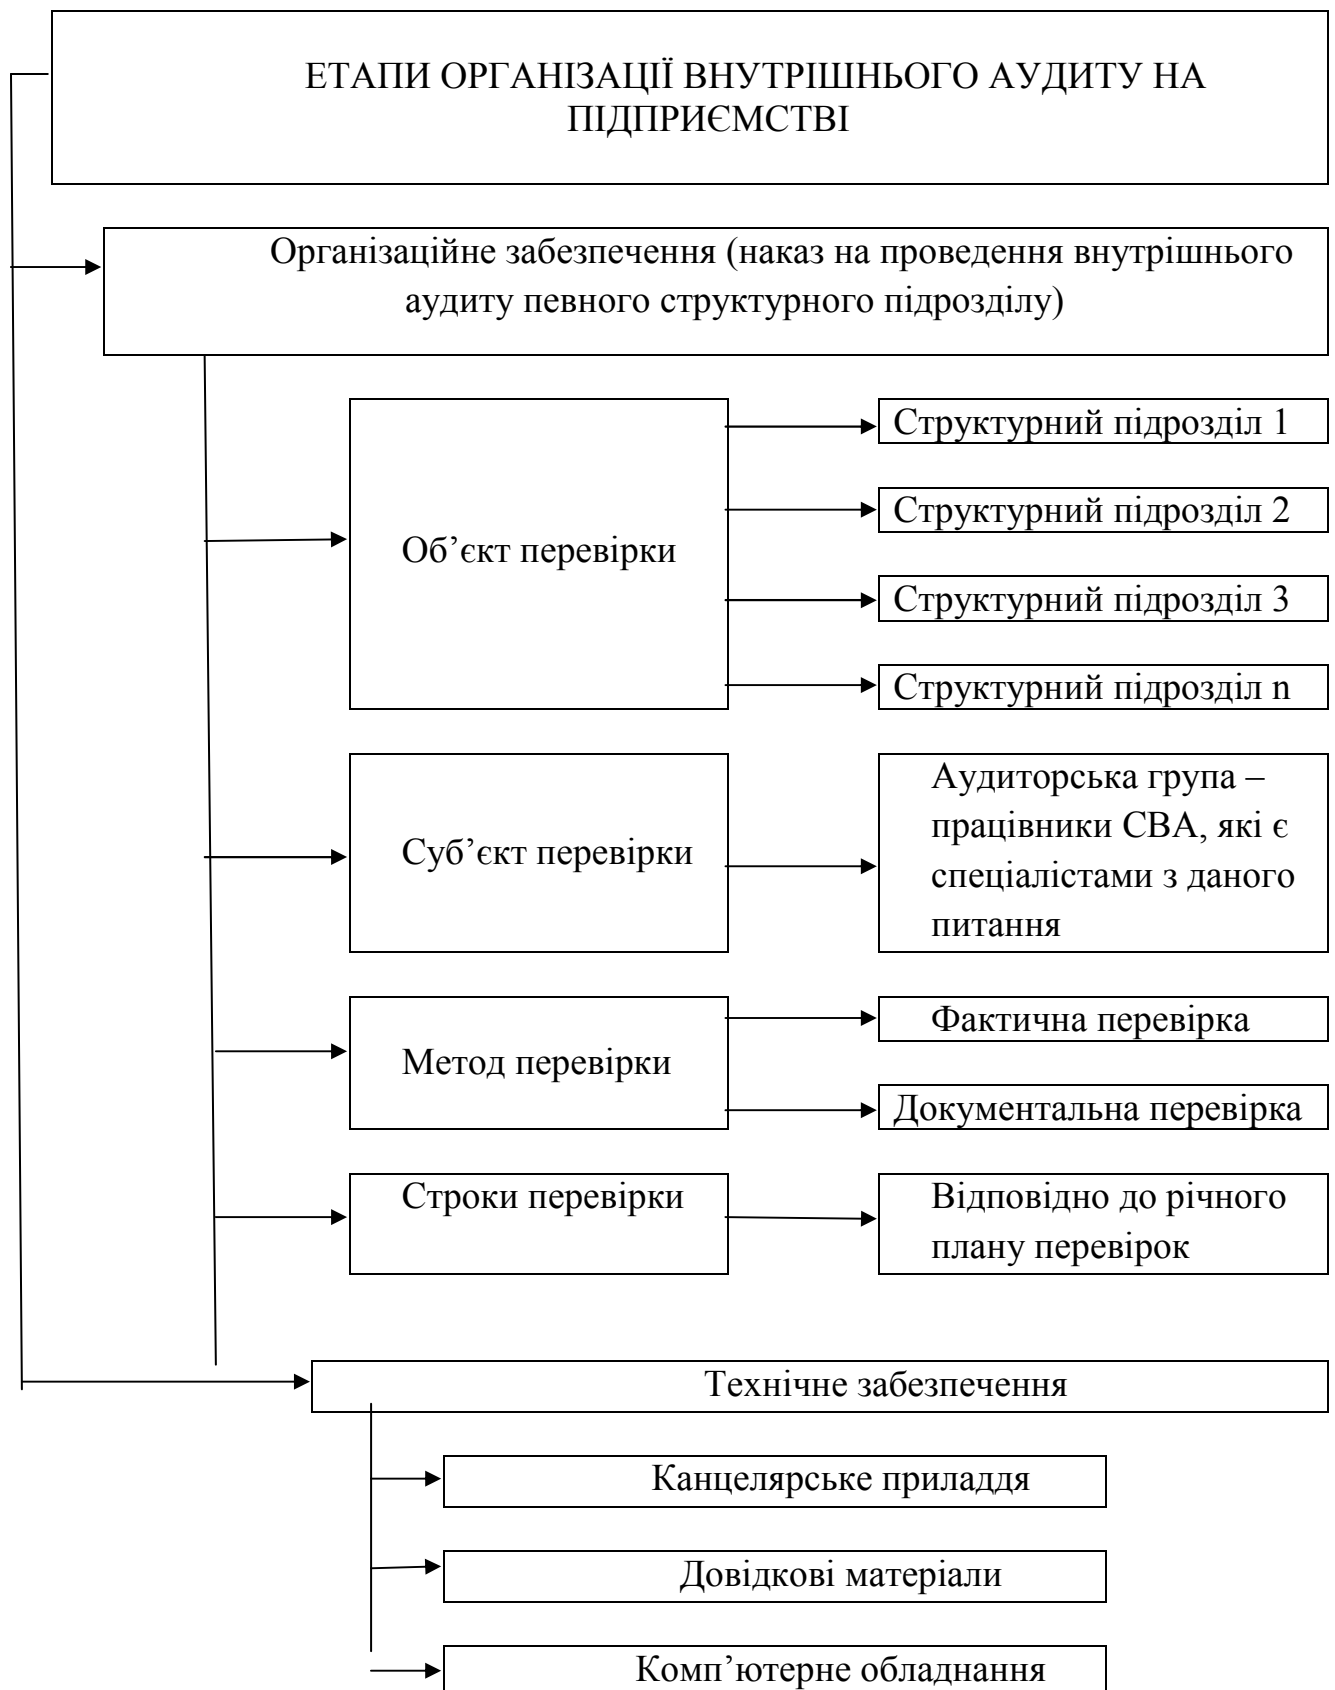 ЕТАПИ ОРГАНІЗАЦІЇ ВНУТРІШНЬОГО АУДИТУ НА
ПІДПРИЄМСТВІ
Організаційне забезпечення (наказ на проведення внутрішнього
аудиту певного структурного підрозділу)
Об’єкт перевірки
Структурний підрозділ 1
Структурний підрозділ 2
Структурний підрозділ 3
Структурний підрозділ n
Суб’єкт перевірки
Аудиторська група –
працівники СВА, які є
спеціалістами з даного
питання
Метод перевірки
Фактична перевірка
Документальна перевірка
Строки перевірки
Відповідно до річного
плану перевірок
Технічне забезпечення
Канцелярське приладдя
Довідкові матеріали
Комп’ютерне обладнання